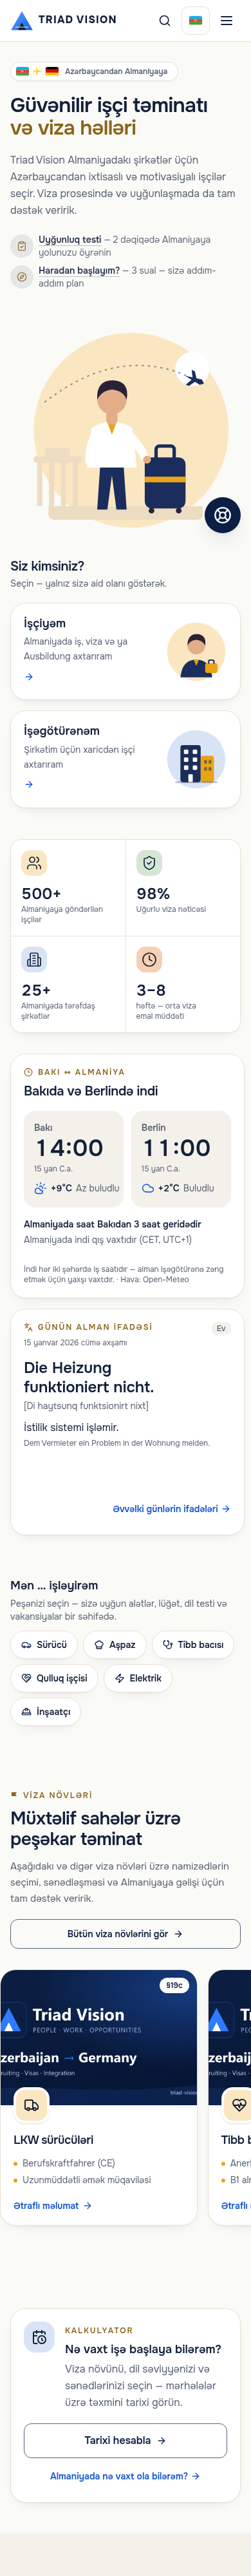 TRIAD VISION
Azərbaycandan Almaniyaya
Güvənilir işçi təminatı
və viza həlləri
Triad Vision Almaniyadakı şirkətlər üçün
Azərbaycandan ixtisaslı və motivasiyalı işçilər
seçir. Viza prosesində və uyğunlaşmada da tam
dəstək veririk.
Uyğunluq testi — 2 dəqiqədə Almaniyaya
yolunuzu öyrənin
Haradan başlayım? — 3 sual — sizə addım-
addım plan
Siz kimsiniz?
Seçin — yalnız sizə aid olanı göstərək.
İşçiyəm
Almaniyada iş, viza və ya
Ausbildung axtarıram
İşəgötürənəm
Şirkətim üçün xaricdən işçi
axtarıram
500+
Almaniyaya göndərilən
işçilər
98%
Uğurlu viza nəticəsi
25+
Almaniyada tərəfdaş
şirkətlər
3–8
həftə — orta viza
emal müddəti
BAKI ↔ ALMANİYA
Bakıda və Berlində indi
Bakı
14:00
15 yan C.a.
+9°C Az buludlu
Berlin
11:00
15 yan C.a.
+2°C Buludlu
Almaniyada saat Bakıdan 3 saat geridədir
Almaniyada indi qış vaxtıdır (CET, UTC+1)
İndi hər iki şəhərdə iş saatıdır — alman işəgötürənə zəng
etmək üçün yaxşı vaxtdır. · Hava: Open-Meteo
GÜNÜN ALMAN İFADƏSİ
Ev
15 yanvar 2026 cümə axşamı
Die Heizung
funktioniert nicht.
[Di haytsunq funktsionirt nixt]
İstilik sistemi işləmir.
Dem Vermieter ein Problem in der Wohnung melden.
Əvvəlki günlərin ifadələri →
Mən … işləyirəm
Peşənizi seçin — sizə uyğun alətlər, lüğət, dil testi və
vakansiyalar bir səhifədə.
Sürücü
Aşpaz
Tibb bacısı
Qulluq işçisi
Elektrik
İnşaatçı
VİZA NÖVLƏRİ
Müxtəlif sahələr üzrə
peşəkar təminat
Aşağıdakı və digər viza növləri üzrə namizədlərin
seçimi, sənədləşməsi və Almaniyaya gəlişi üçün
tam dəstək veririk.
Bütün viza növlərini gör →
§19c
Triad Vision
PEOPLE · WORK · OPPORTUNITIES
zerbaijan → Germany
ruiting · Visas · Integration
triad-visio
LKW sürücüləri
Berufskraftfahrer (CE)
Uzunmüddətli əmək müqaviləsi
Ətraflı məlumat →
Tibb b
Aner
B1 alı
Ətraflı
KALKULYATOR
Nə vaxt işə başlaya bilərəm?
Viza növünü, dil səviyyənizi və
sənədlərinizi seçin — mərhələlər
üzrə təxmini tarixi görün.
Tarixi hesabla →
Almaniyada nə vaxt ola bilərəm? →